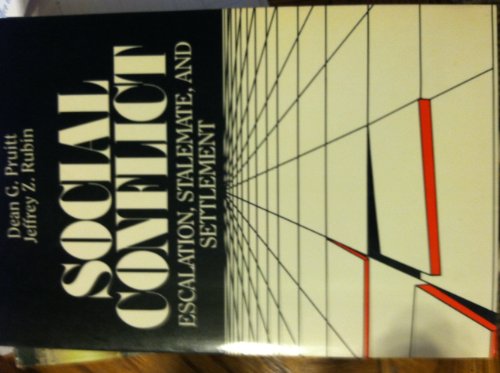 Dean G. Pruitt
Jeffrey Z. Rubin
SOCIAL
CONFLICT
ESCALATION, STALEMATE, AND
SETTLEMENT